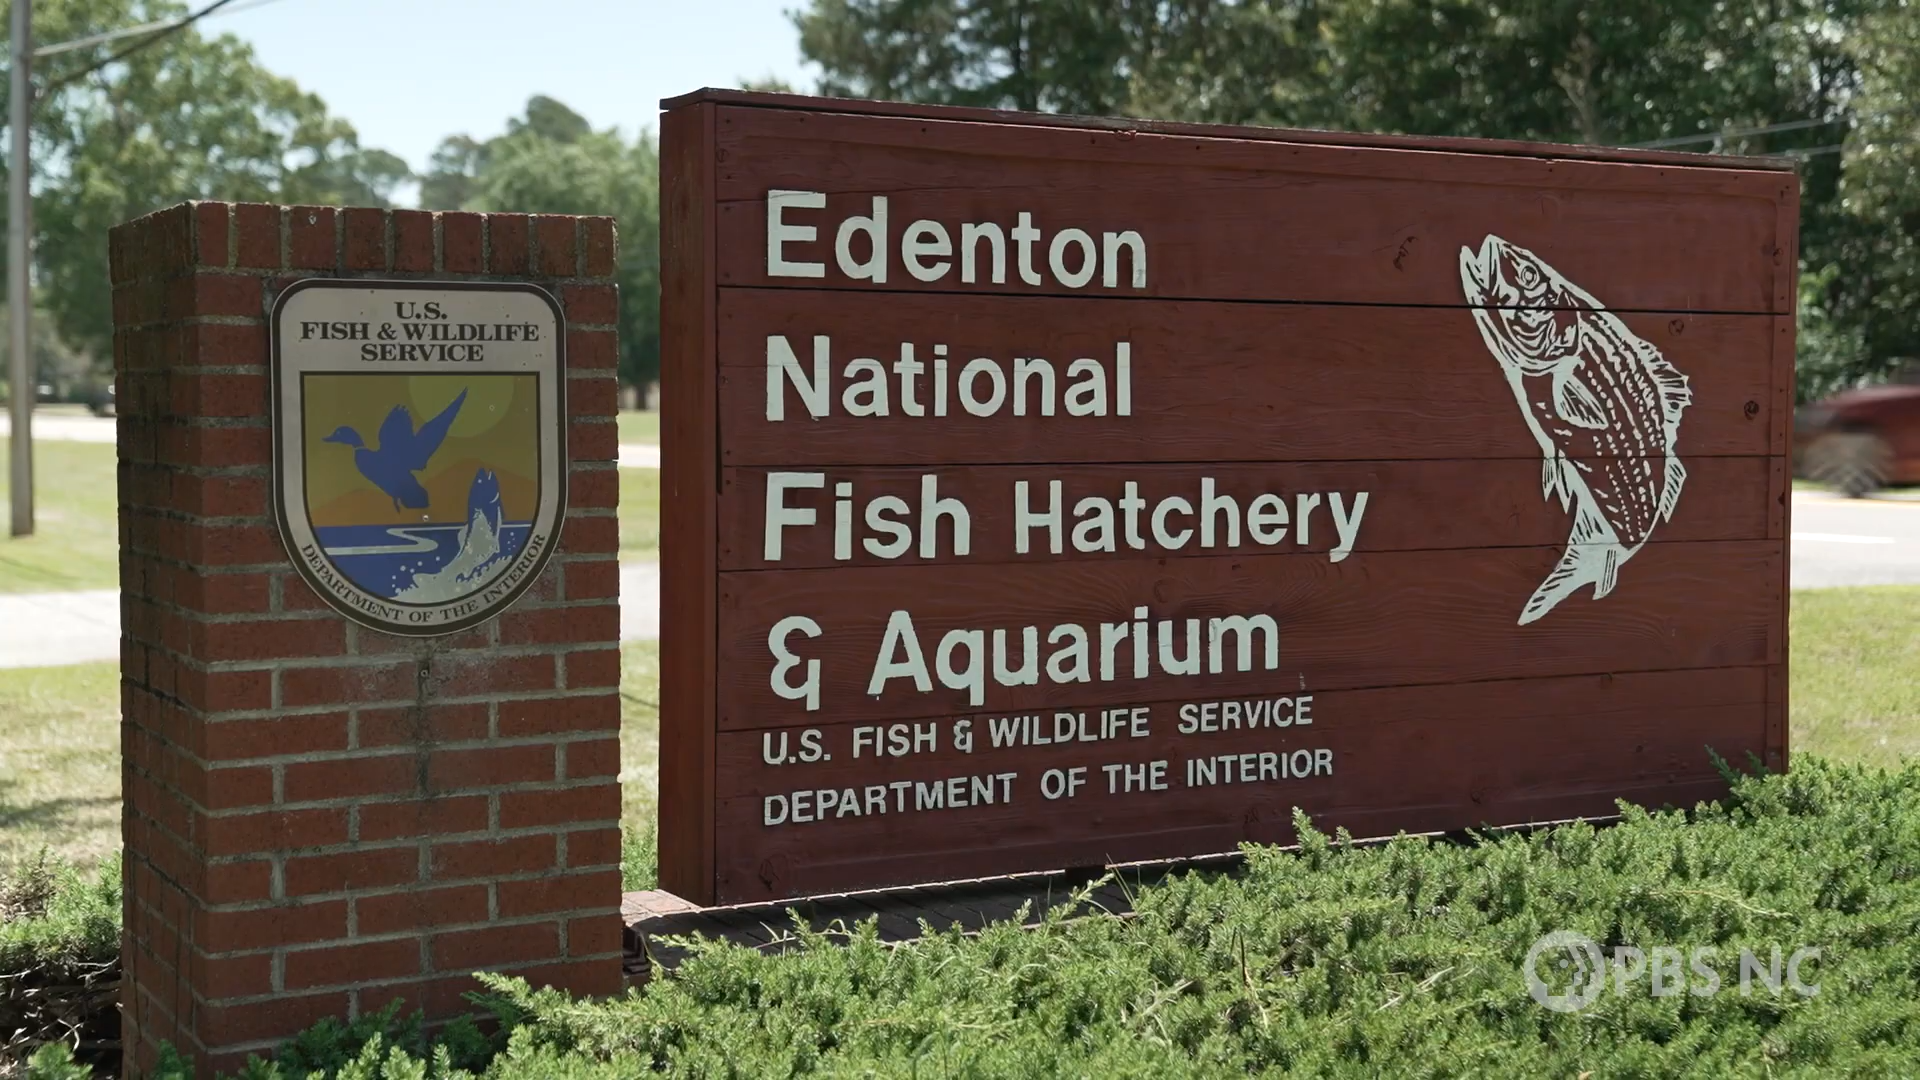 U.S.
FISH & WILDLIFE
SERVICE
DEPARTMENT OF THE INTERIOR
Edenton
National
Fish Hatchery
& Aquarium
U.S. FISH & WILDLIFE SERVICE
DEPARTMENT OF THE INTERIOR
PBS NC